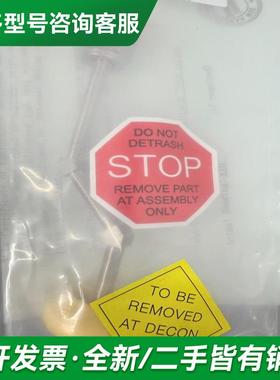 型号咨询客服
DO NOT
DETRASH
STOP
REMOVE PART
AT ASSEMBLY
ONLY
TO BE
REMOVED
AT DECON
开发票·全新/二手皆有